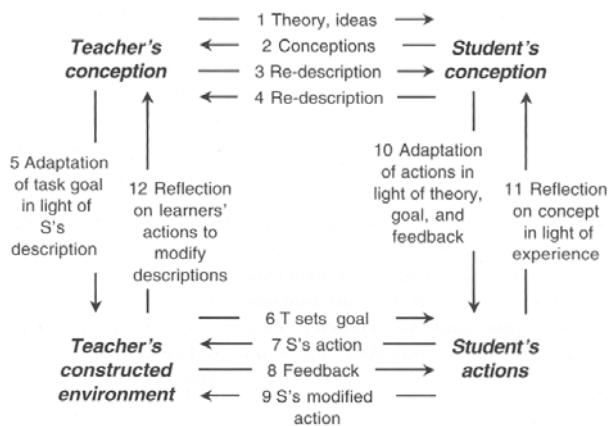 1 Theory, ideas
Teacher's
conception
2 Conceptions
Student's
conception
3 Re-description
4 Re-description
5 Adaptation
of task goal
in light of
S's
description
12 Reflection
on learners'
actions to
modify
descriptions
10 Adaptation
of actions in
light of theory,
goal, and
feedback
11 Reflection
on concept
in light of
experience
6 T sets goal
Teacher's
constructed
environment
7 S's action
8 Feedback
Student's
actions
9 S's modified
action